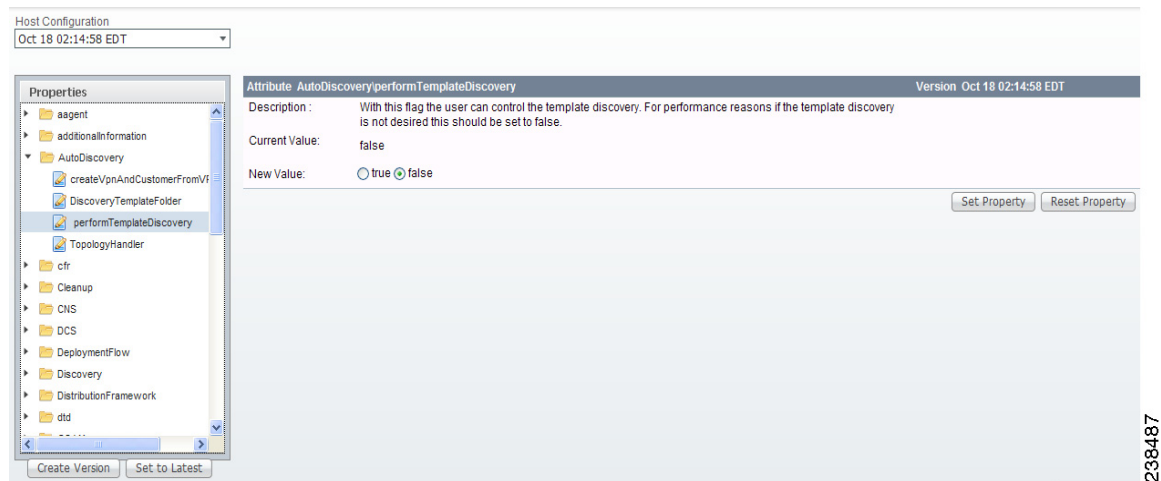 Host Configuration
Oct 18 02:14:58 EDT
Properties
aagent
additionalInformation
AutoDiscovery
createVpnAndCustomerFromVF
DiscoveryTemplateFolder
performTemplateDiscovery
TopologyHandler
cfr
Cleanup
CNS
DCS
DeploymentFlow
Discovery
DistributionFramework
dtd
Create Version
Set to Latest
Attribute AutoDiscovery\performTemplateDiscovery
Version Oct 18 02:14:58 EDT
Description :
With this flag the user can control the template discovery. For performance reasons if the template discovery
is not desired this should be set to false.
Current Value:
false
New Value:
true false
Set Property
Reset Property
238487